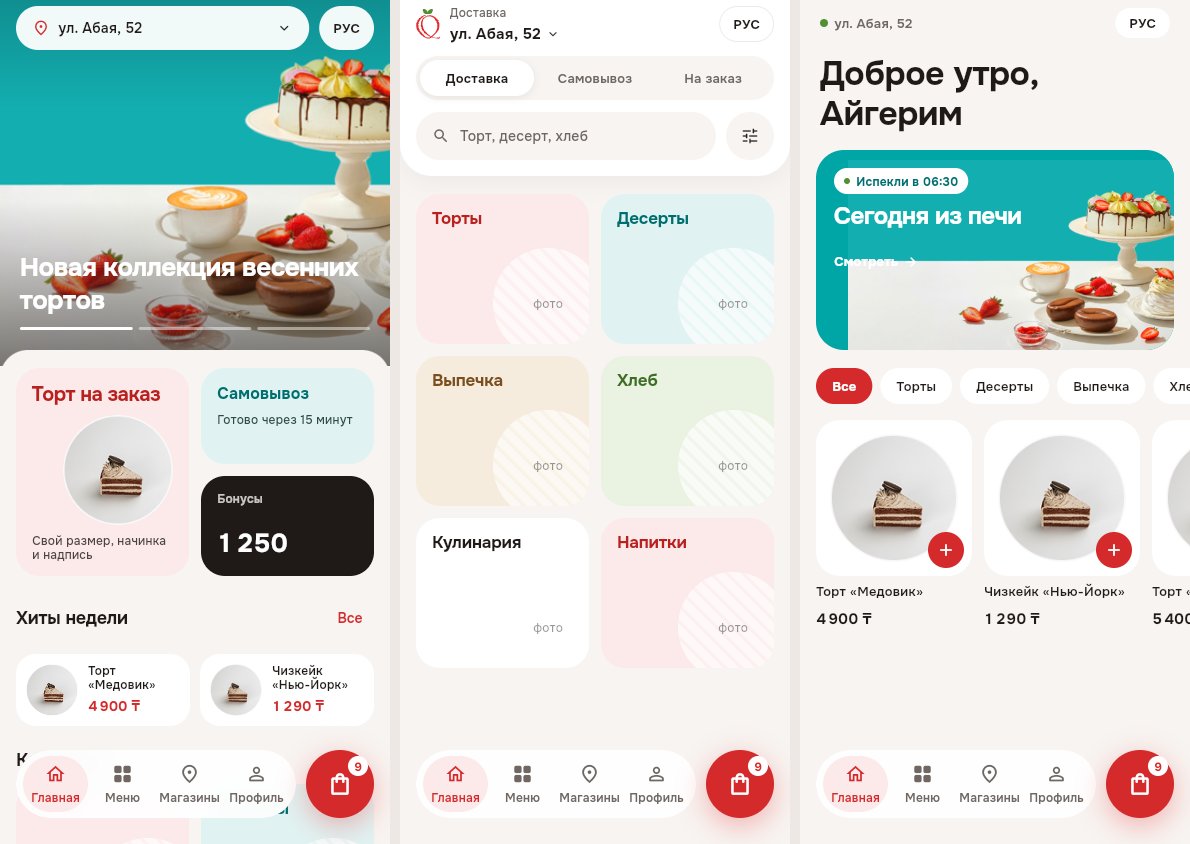 ул. Абая, 52
РУС
Новая коллекция весенних
тортов
Торт на заказ
Свой размер, начинка
и надпись
Самовывоз
Готово через 15 минут
Бонусы
1 250
Хиты недели
Все
Торт
«Медовик»
4 900 ₸
Чизкейк
«Нью-Йорк»
1 290 ₸
Главная
Меню
Магазины
Профиль
9
Доставка
ул. Абая, 52
РУС
Доставка
Самовывоз
На заказ
Торт, десерт, хлеб
Торты
фото
Десерты
фото
Выпечка
фото
Хлеб
фото
Кулинария
фото
Напитки
фото
Главная
Меню
Магазины
Профиль
9
ул. Абая, 52
РУС
Доброе утро,
Айгерим
Испекли в 06:30
Сегодня из печи
Смотреть →
Все
Торты
Десерты
Выпечка
Хле
Торт «Медовик»
4 900 ₸
Чизкейк «Нью-Йорк»
1 290 ₸
Торт «
5 400
Главная
Меню
Магазины
Профиль
9